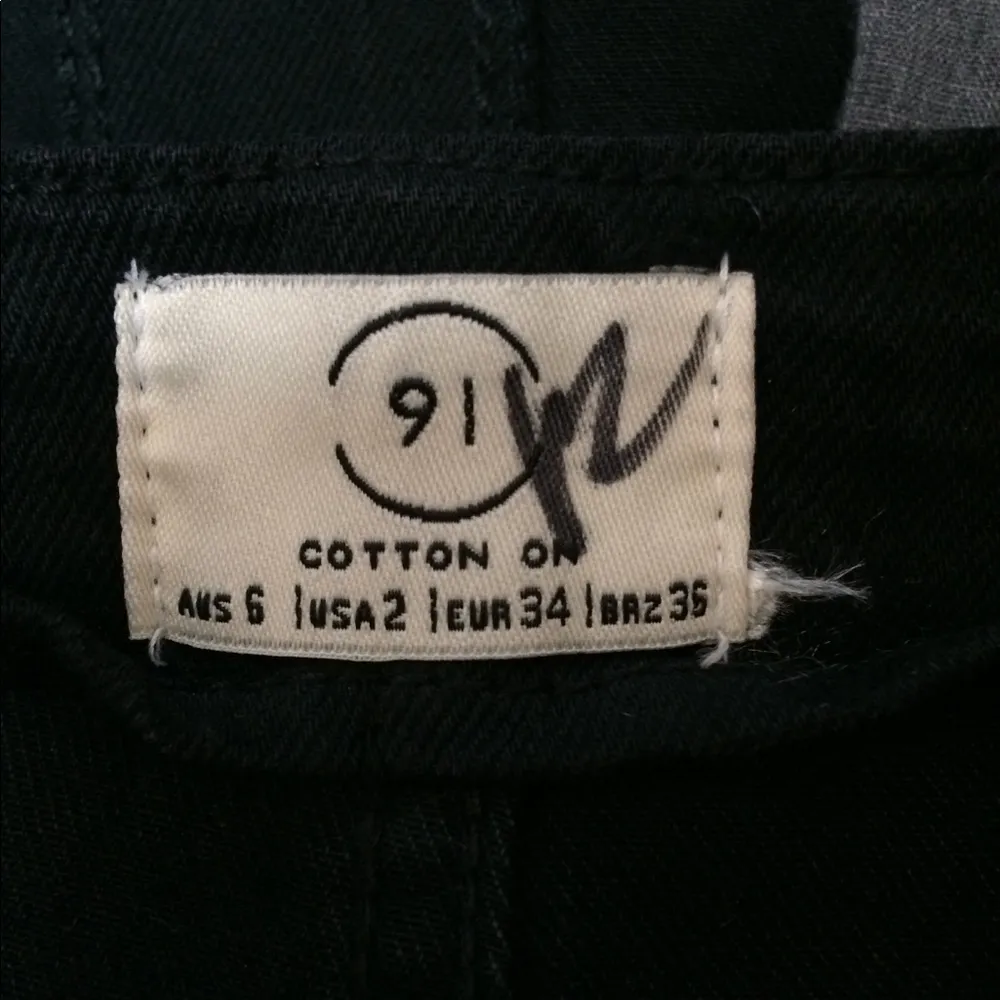 91
COTTON ON
AUS 6 | USA 2 | EUR 34 | BRZ 36